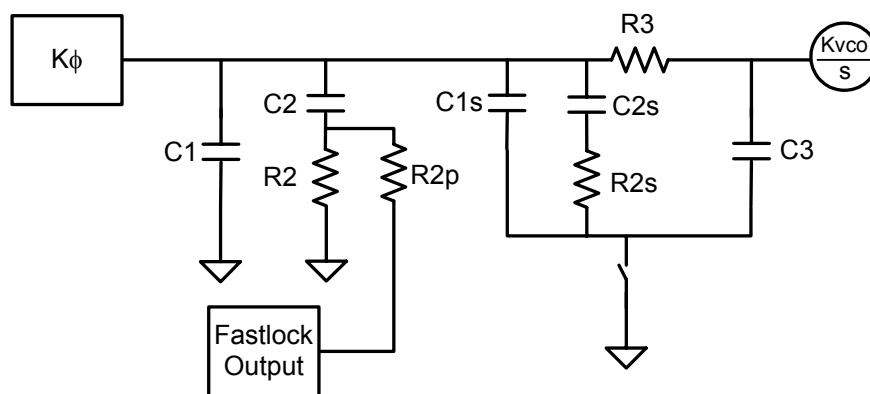 Kϕ
R3
Kvco
s
C2
C1s
C2s
C1
R2
R2p
R2s
C3
Fastlock
Output